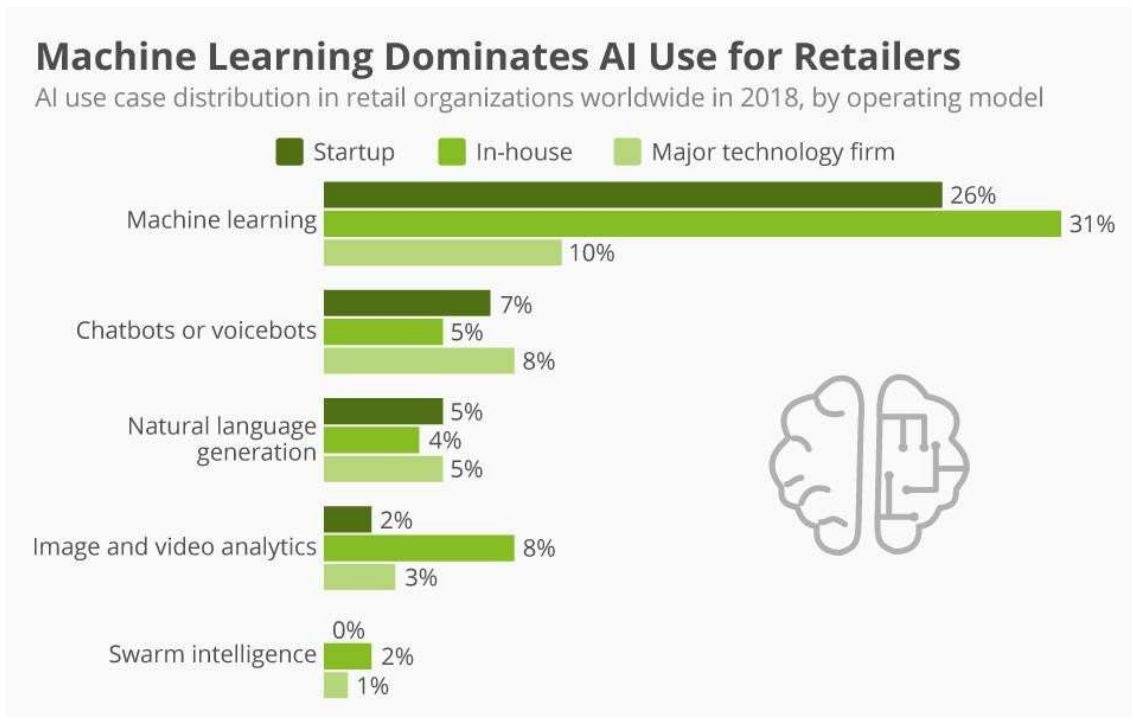 Machine Learning Dominates AI Use for Retailers
AI use case distribution in retail organizations worldwide in 2018, by operating model
Startup In-house Major technology firm
Machine learning
26%
31%
10%
Chatbots or voicebots
7%
5%
8%
Natural language
generation
5%
4%
5%
Image and video analytics
2%
8%
3%
Swarm intelligence
0%
2%
1%